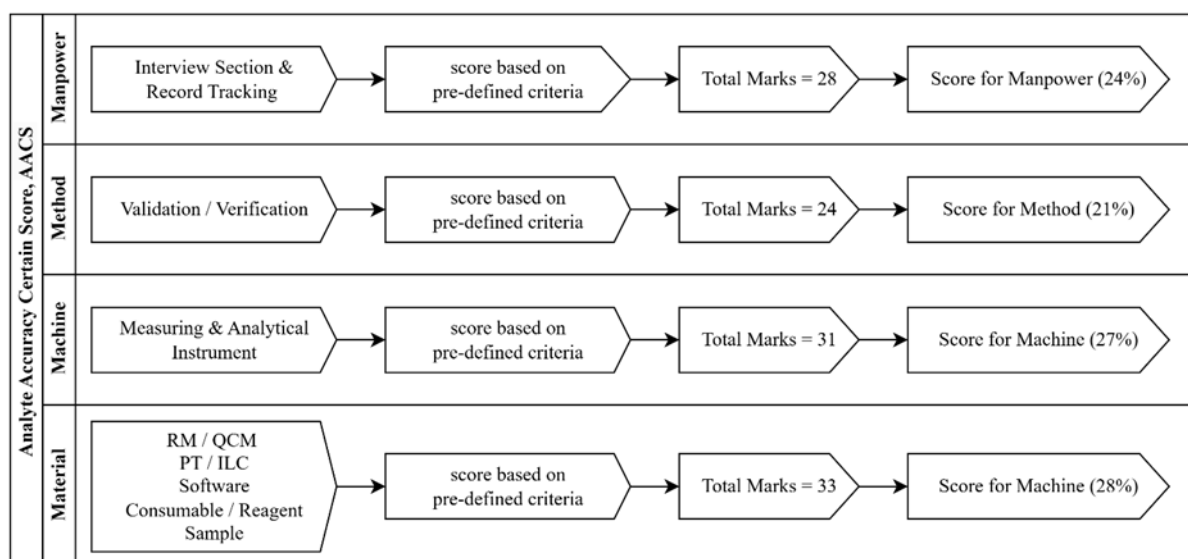 Analyte Accuracy Certain Score, AACS
Manpower
Interview Section &
Record Tracking
score based on
pre-defined criteria
Total Marks = 28
Score for Manpower (24%)
Method
Validation / Verification
score based on
pre-defined criteria
Total Marks = 24
Score for Method (21%)
Machine
Measuring & Analytical
Instrument
score based on
pre-defined criteria
Total Marks = 31
Score for Machine (27%)
Material
RM / QCM
PT / ILC
Software
Consumable / Reagent
Sample
score based on
pre-defined criteria
Total Marks = 33
Score for Machine (28%)